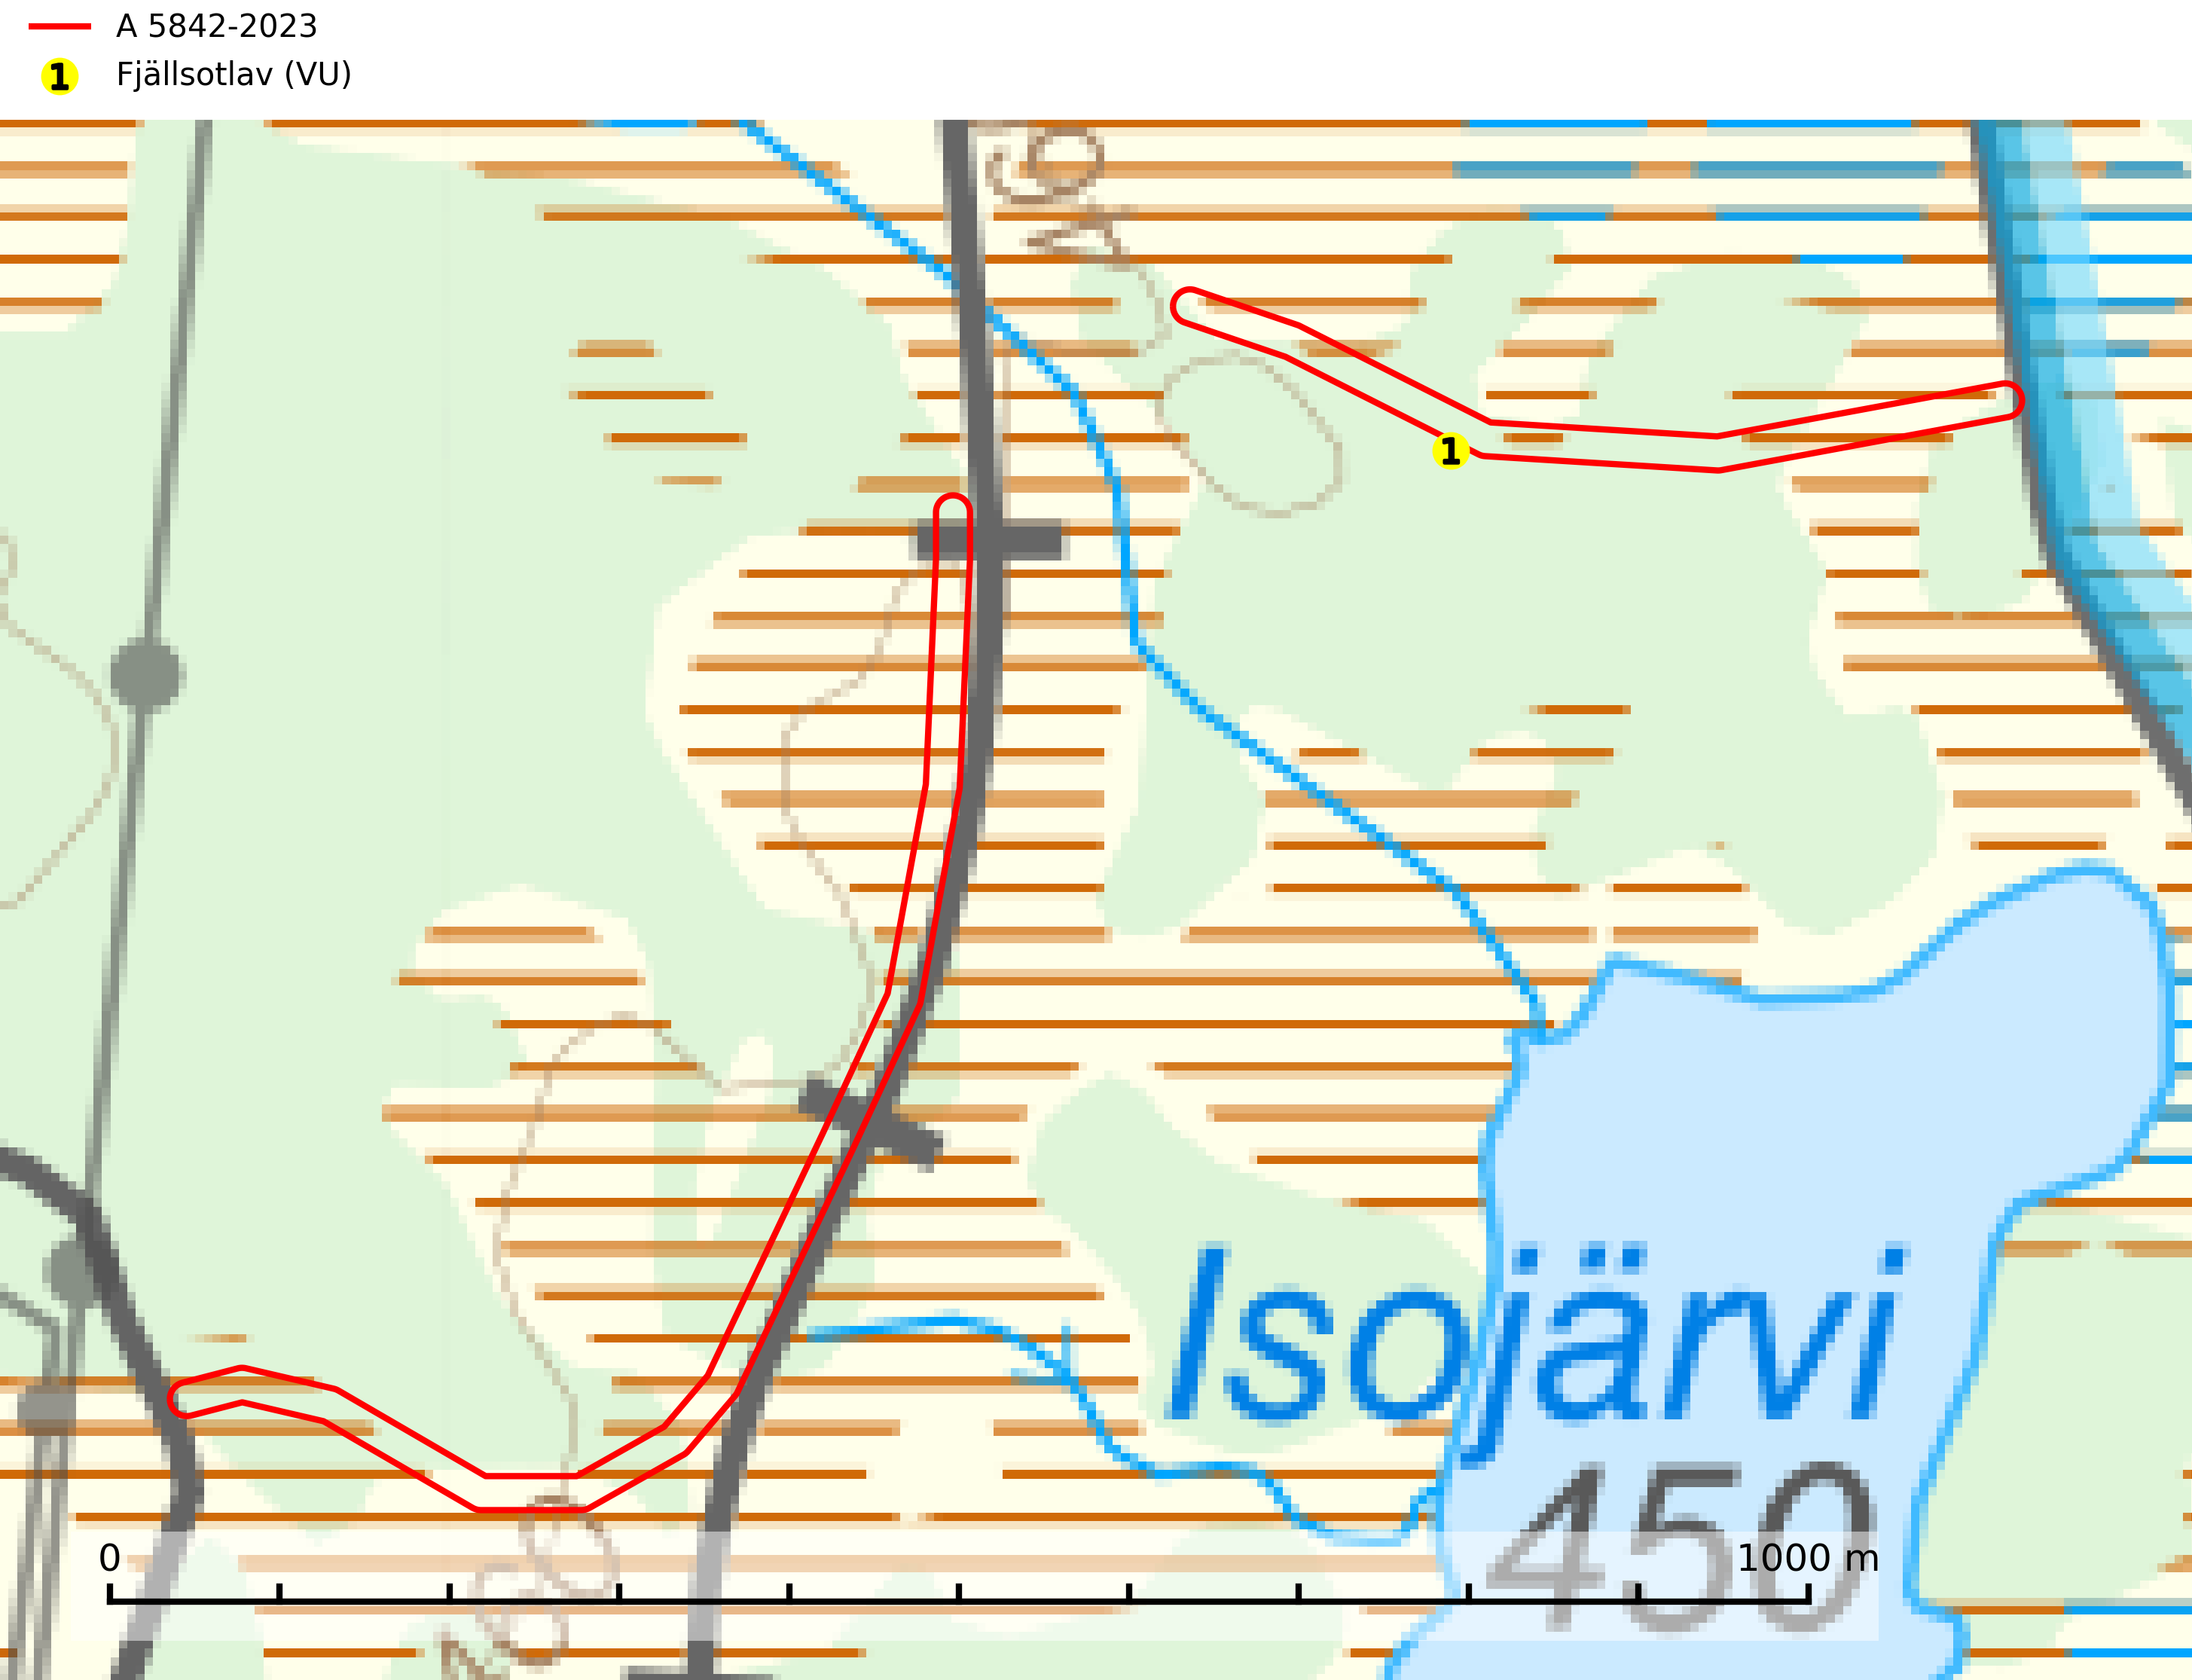 A 5842-2023
1 Fjällsotlav (VU)
1
Isojärvi
450
0
1000 m